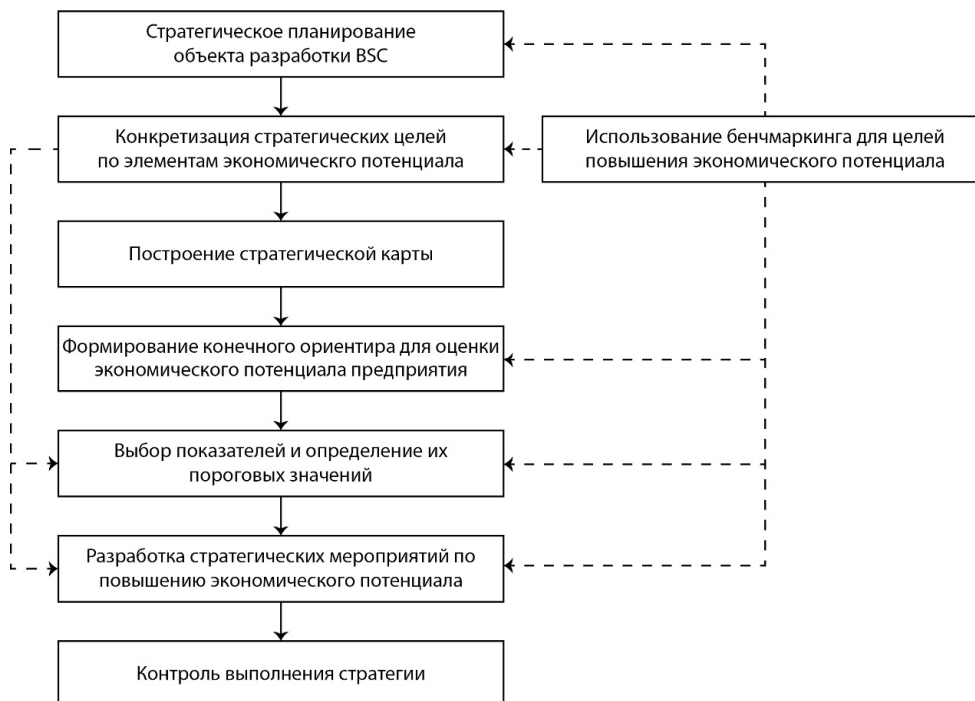 Стратегическое планирование
объекта разработки BSC
Конкретизация стратегических целей
по элементам экономическго потенциала
Использование бенчмаркинга для целей
повышения экономического потенциала
Построение стратегической карты
Формирование конечного ориентира для оценки
экономического потенциала предприятия
Выбор показателей и определение их
пороговых значений
Разработка стратегических мероприятий по
повышению экономического потенциала
Контроль выполнения стратегии